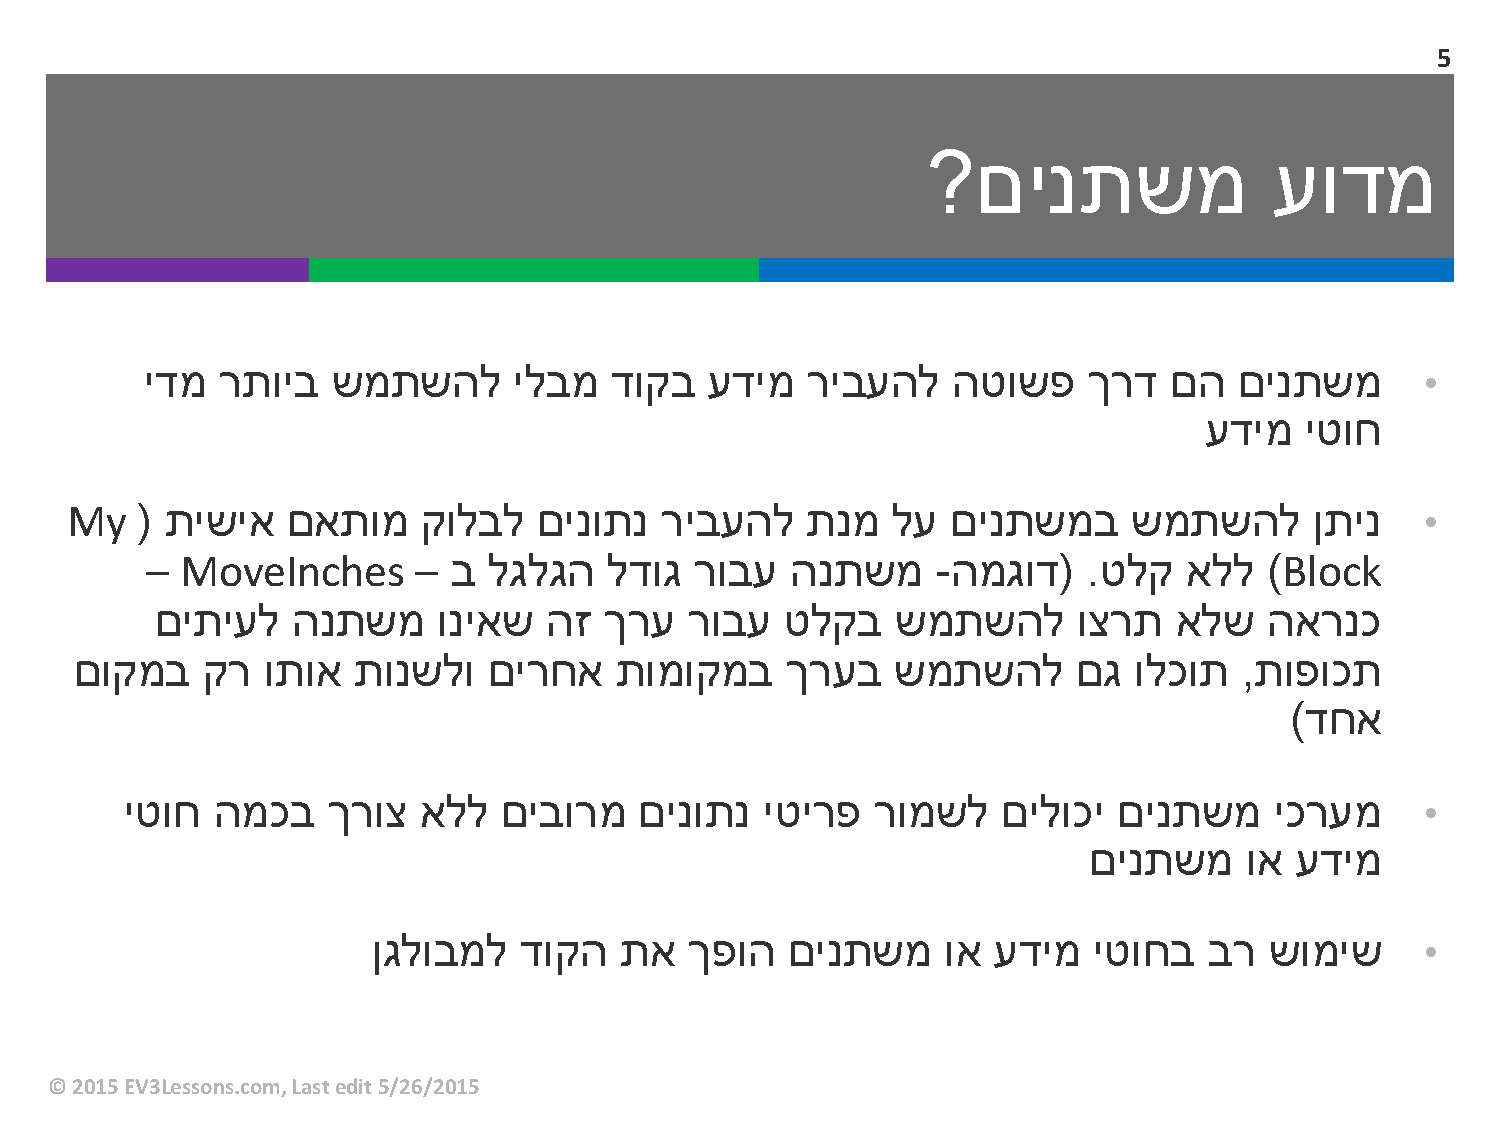 5
מדוע משתנים?
• משתנים הם דרך פשוטה להעביר מידע בקוד מבלי להשתמש ביותר מדי
חוטי מידע
• ניתן להשתמש במשתנים על מנת להעביר נתונים לבלוק מותאם אישית ( My
Block) ללא קלט. (דוגמה- משתנה עבור גודל הגלגל ב – MoveInches –
כנראה שלא תרצו להשתמש בקלט עבור ערך זה שאינו משתנה לעיתים
תכופות, תוכלו גם להשתמש בערך במקומות אחרים ולשנות אותו רק במקום
אחד)
• מערכי משתנים יכולים לשמור פריטי נתונים מרובים ללא צורך בכמה חוטי
מידע או משתנים
• שימוש רב בחוטי מידע או משתנים הופך את הקוד למבולגן
© 2015 EV3Lessons.com, Last edit 5/26/2015